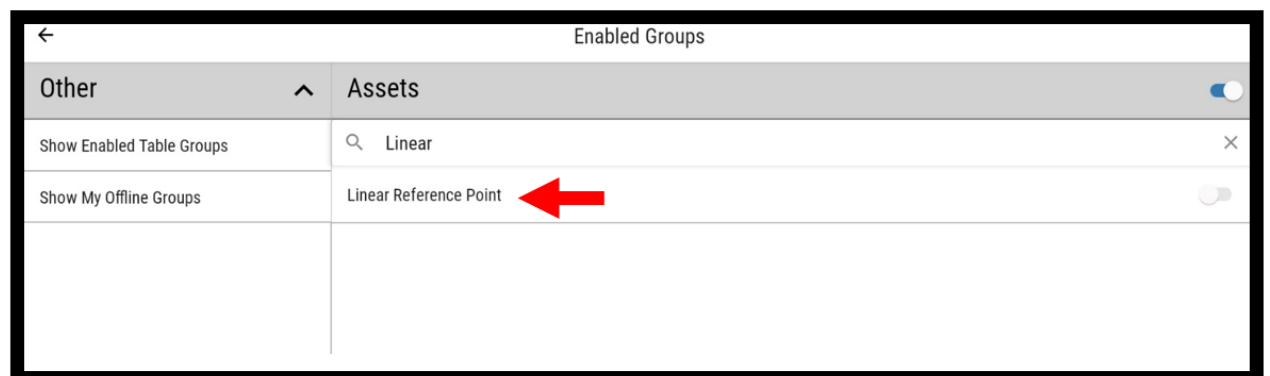 Enabled Groups
Other
Assets
Show Enabled Table Groups
Linear
Show My Offline Groups
Linear Reference Point